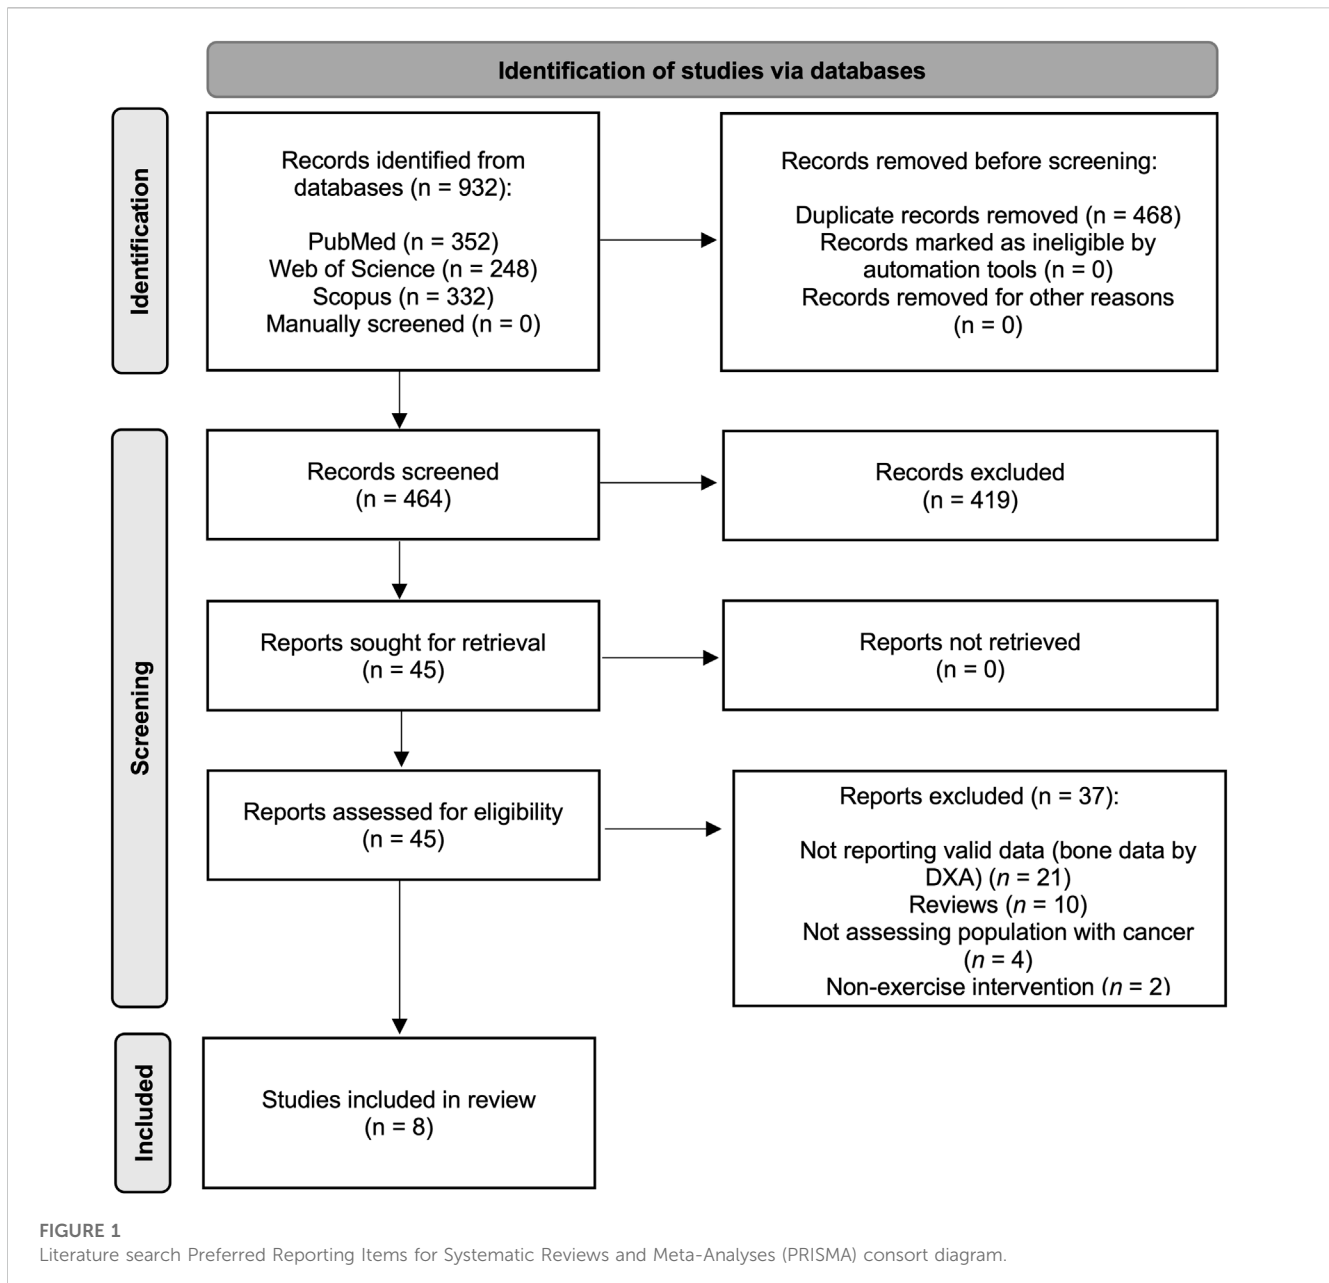 Identification of studies via databases
Identification
Records identified from
databases (n = 932):
PubMed (n = 352)
Web of Science (n = 248)
Scopus (n = 332)
Manually screened (n = 0)
Records removed before screening:
Duplicate records removed (n = 468)
Records marked as ineligible by
automation tools (n = 0)
Records removed for other reasons
(n = 0)
Screening
Records screened
(n = 464)
Records excluded
(n = 419)
Reports sought for retrieval
(n = 45)
Reports not retrieved
(n = 0)
Reports assessed for eligibility
(n = 45)
Reports excluded (n = 37):
Not reporting valid data (bone data by
DXA) (n = 21)
Reviews (n = 10)
Not assessing population with cancer
(n = 4)
Non-exercise intervention (n = 2)
Included
Studies included in review
(n = 8)
FIGURE 1
Literature search Preferred Reporting Items for Systematic Reviews and Meta-Analyses (PRISMA) consort diagram.